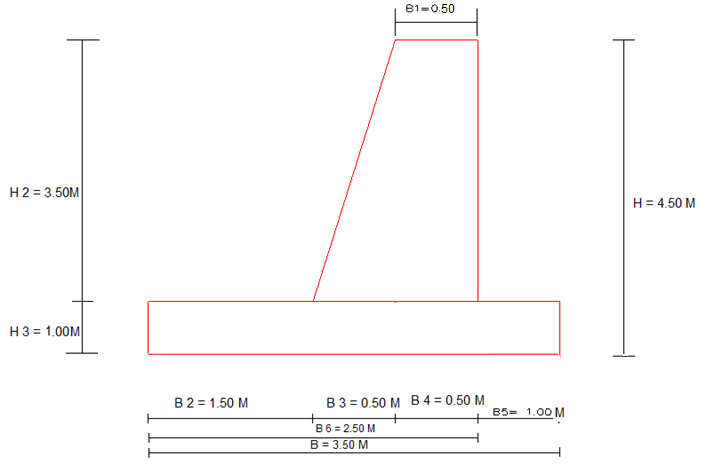 B1=0.50
H 2 = 3.50M
H = 4.50 M
H 3 = 1.00M
B 2 = 1.50 M
B 3 = 0.50 M
B 4 = 0.50 M
B5= 1.00 M
B 6 = 2.50 M
B = 3.50 M